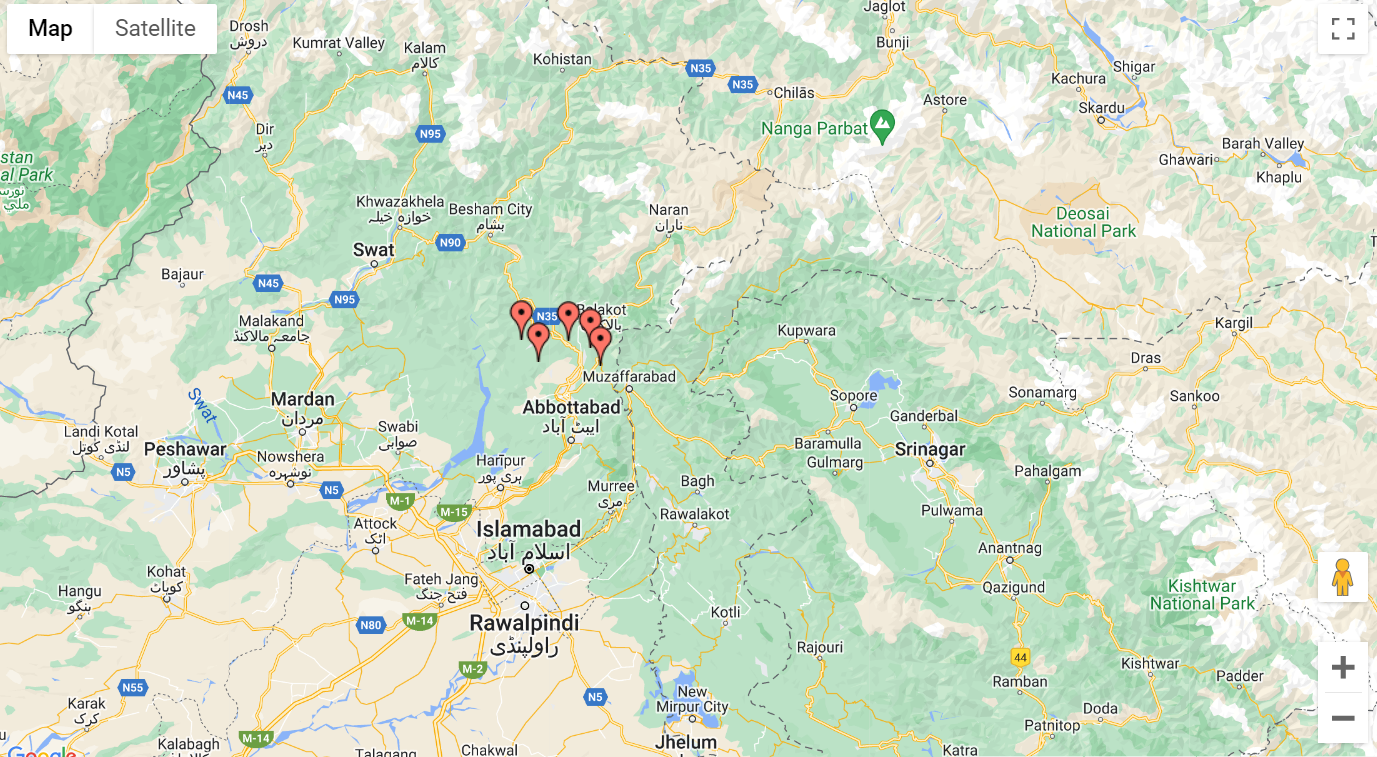 Map
Satellite
Drosh
دروش
Kumrat Valley
Kalam
کالام
Kohistan
Jaglot
Bunji
N35
N35
Chilās
Shigar
Kachura
Skardu
Astore
N45
Dir
دیر
N95
Nanga Parbat
Barah Valley
Ghawari
Khaplu
stan
al Park
Khwazakhela
خوازه خیلہ
Besham City
بشام
Naran
ناران
Deosai
National Park
Swat
N90
Bajaur
N45
N95
N35
Balakot
Malakand
جامعہ مالاکنڈ
Kupwara
Kargil
Dras
Muzaffarabad
Swat
Mardan
مردان
Abbottabad
ایبٹ آباد
Sopore
Sonamarg
Sankoo
Ganderbal
Landi Kotal
لنڈی کوتل
Swabi
صوابی
Baramulla
Peshawar
پشاور
Nowshera
نوشہرہ
Haripur
ہری پور
Srinagar
Gulmarg
N5
N5
M-1
M-15
Murree
مری
Bagh
Pahalgam
Rawalakot
Pulwama
Attock
اٹک
Islamabad
اسلام آباد
Anantnag
Kohat
کوہاٹ
Hangu
ہنگو
Fateh Jang
فتح جنگ
Qazigund
Kishtwar
National Park
Rawalpindi
راولپنڈی
N80
M-14
Kotli
Rajouri
44
M-2
Kishtwar
Ramban
Padder
N55
N5
New
Mirpur City
Karak
کرک
Doda
Patnitop
M-14
Kalabagh
Talagang
Chakwal
Jhelum
Katra
Google